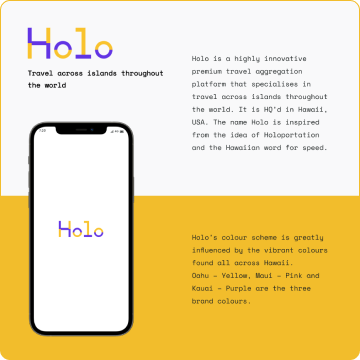 Holo
Travel across islands throughout
the world
Holo is a highly innovative
premium travel aggregation
platform that specialises in
travel across islands throughout
the world. It is HQ'd in Hawaii,
USA. The name Holo is inspired
from the idea of Holoportation
and the Hawaiian word for speed.
Holo
Holo's colour scheme is greatly
influenced by the vibrant colours
found all across Hawaii.
Oahu – Yellow, Maui – Pink and
Kauai – Purple are the three
brand colours.